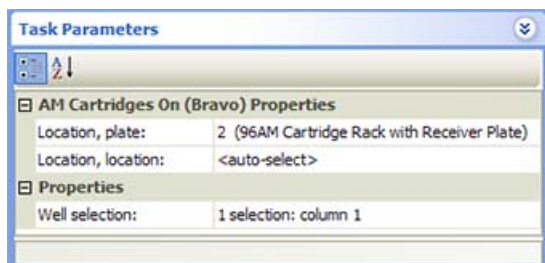 Task Parameters
A Z
AM Cartridges On (Bravo) Properties
Location, plate: 2 (96AM Cartridge Rack with Receiver Plate)
Location, location: <auto-select>
Properties
Well selection: 1 selection: column 1